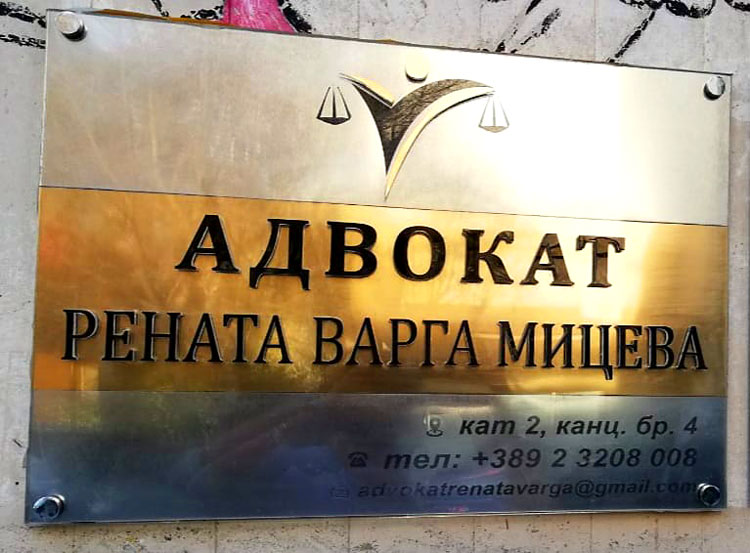 АДВОКАТ
РЕНАТА ВАРГА МИЦЕВА
кат 2, канц. бр. 4
тел: +389 2 3208 008
advokatrenatavarga@gmail.com